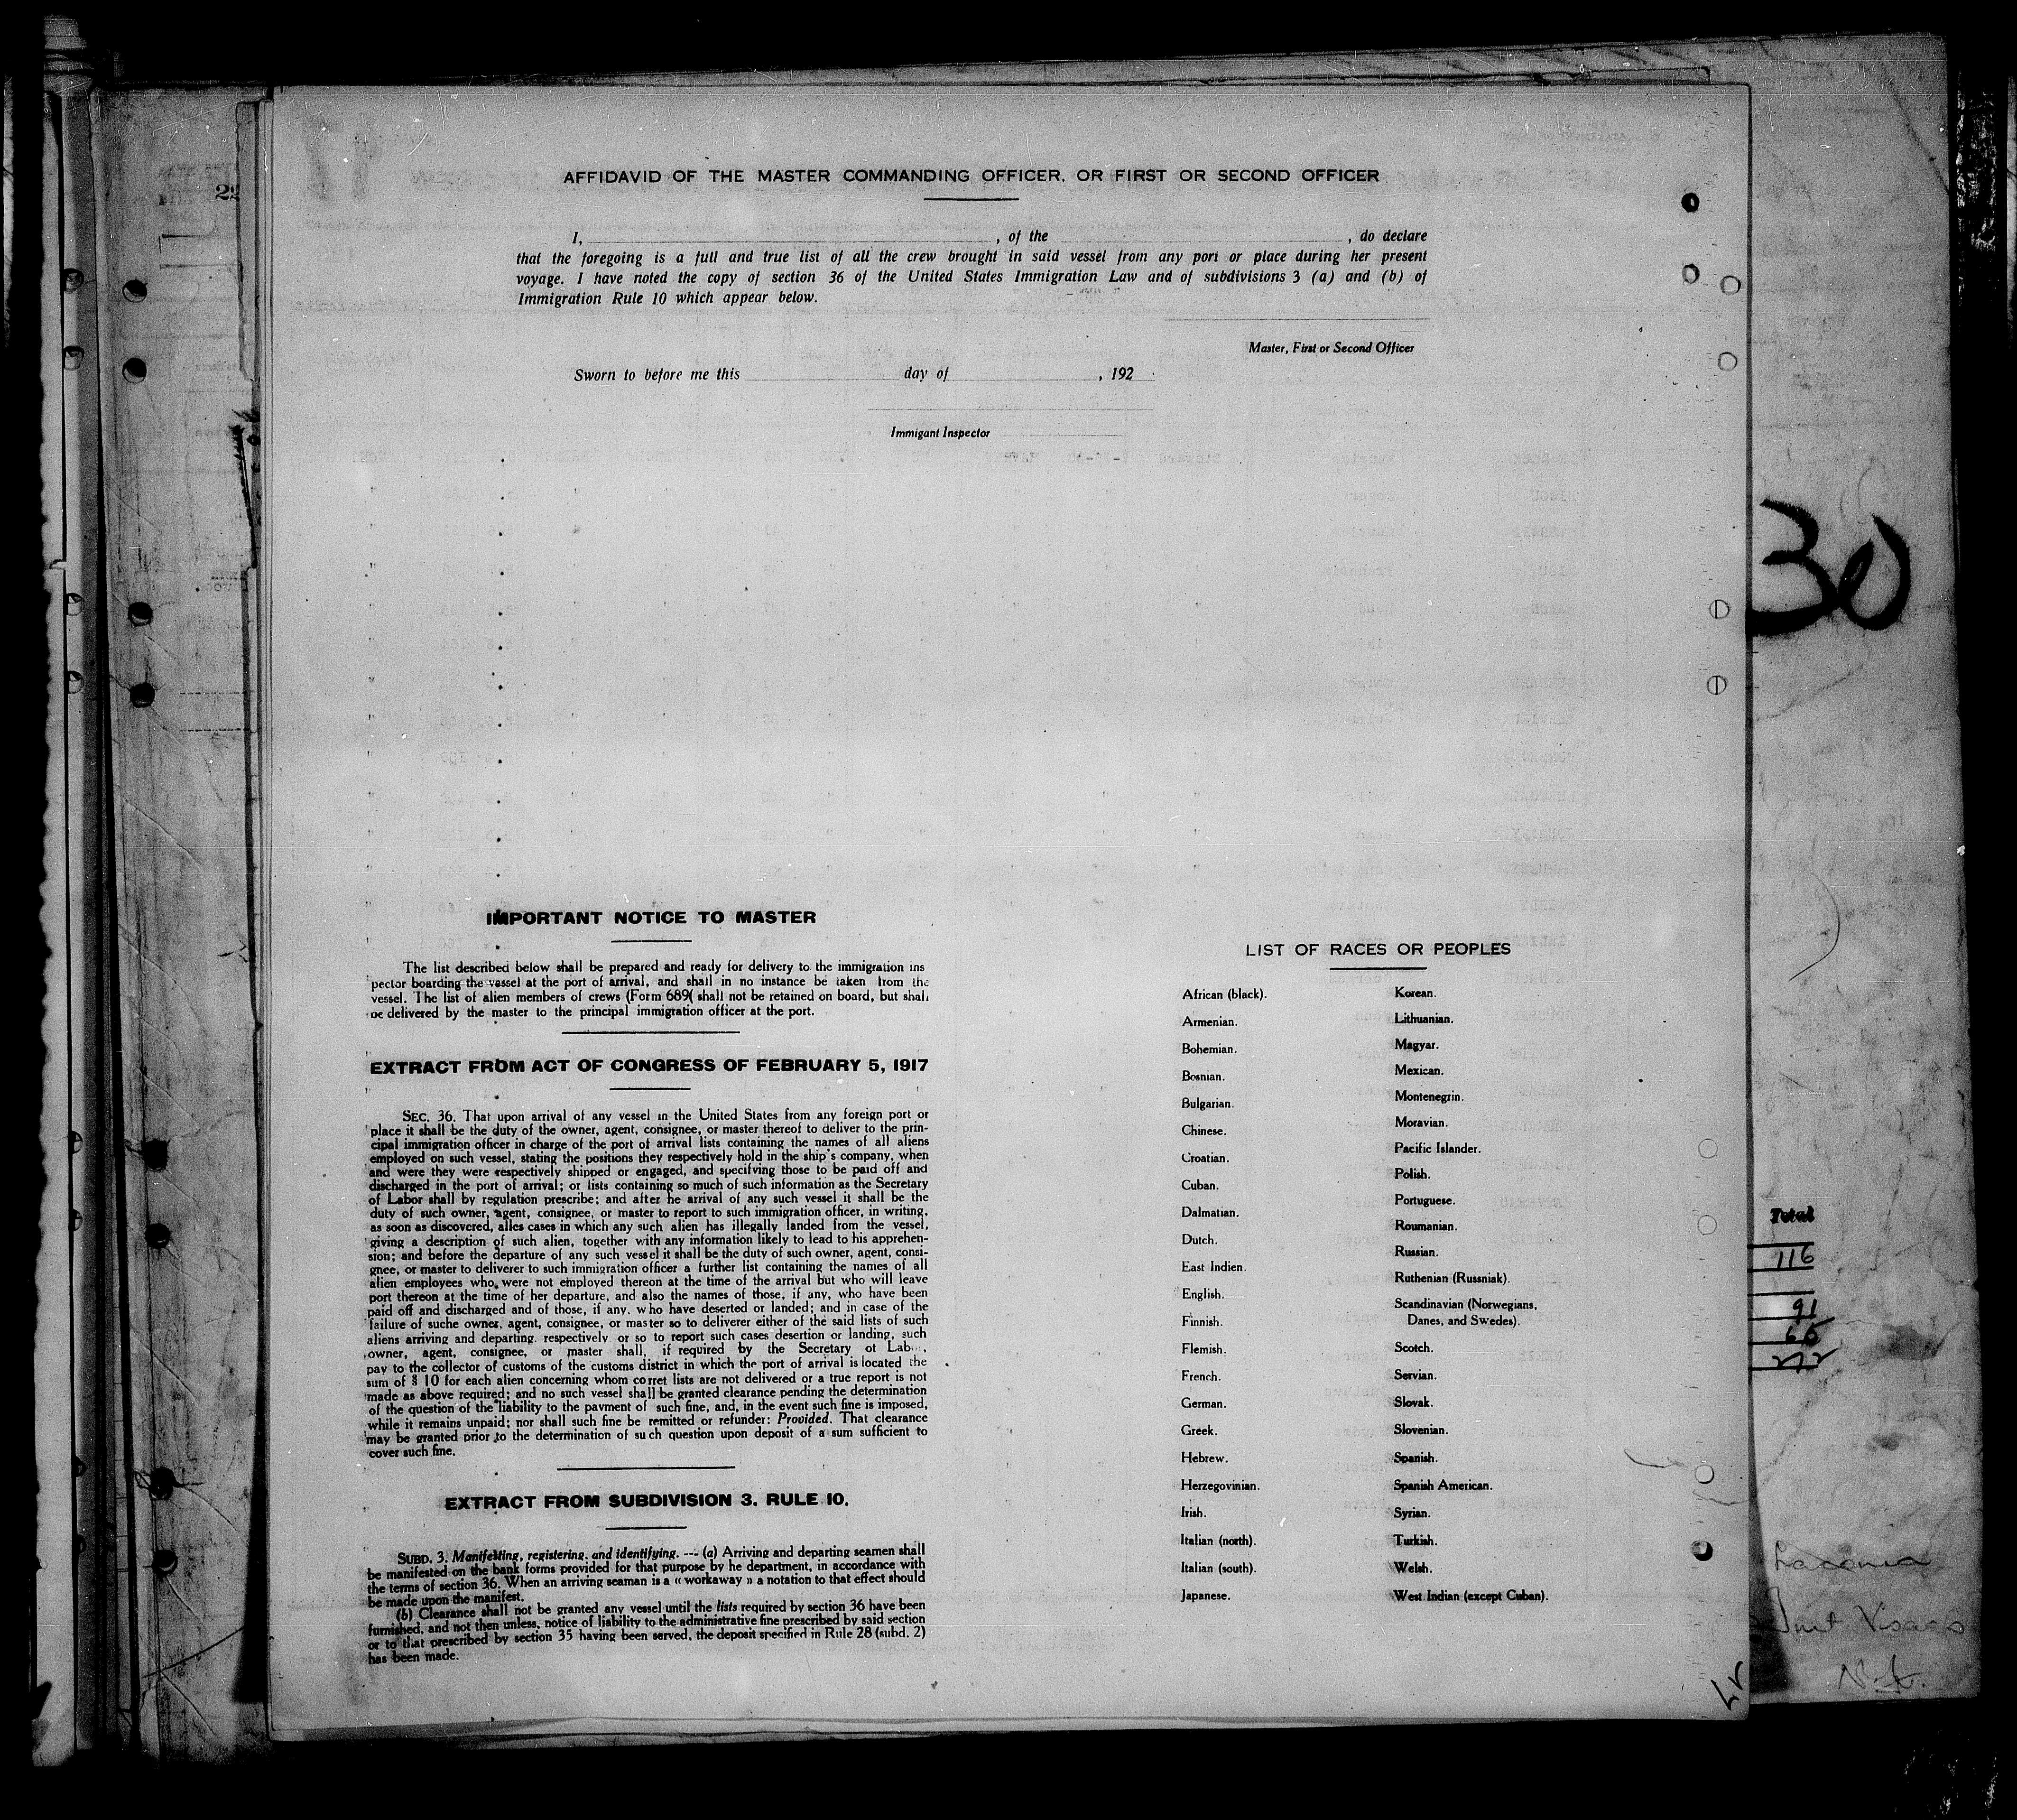 AFFIDAVID OF THE MASTER COMMANDING OFFICER, OR FIRST OR SECOND OFFICER
I, , of the , do declare
that the foregoing is a full and true list of all the crew brought in said vessel from any port or place during her present
voyage. I have noted the copy of section 36 of the United States Immigration Law and of subdivisions 3 (a) and (b) of
Immigration Rule 10 which appear below.
Master, First or Second Officer
Sworn to before me this day of , 192
Immigant Inspector
30
IMPORTANT NOTICE TO MASTER
The list described below shall be prepared and ready for delivery to the immigration ins
pector boarding the vessel at the port of arrival, and shall in no instance be taken from the
vessel. The list of alien members of crews (Form 689( shall not be retained on board, but shall
be delivered by the master to the principal immigration officer at the port.
EXTRACT FROM ACT OF CONGRESS OF FEBRUARY 5, 1917
SEC. 36. That upon arrival of any vessel in the United States from any foreign port or
place it shall be the duty of the owner, agent, consignee, or master thereof to deliver to the prin-
cipal immigration officer in charge of the port of arrival lists containing the names of all aliens
employed on such vessel, stating the positions they respectively hold in the ship's company, when
and were they were respectively shipped or engaged, and specifying those to be paid off and
discharged in the port of arrival; or lists containing so much of such information as the Secretary
of Labor shall by regulation prescribe; and after he arrival of any such vessel it shall be the
duty of such owner, agent, consignee, or master to report to such immigration officer, in writing,
as soon as discovered, alles cases in which any such alien has illegally landed from the vessel,
giving a description of such alien, together with any information likely to lead to his apprehen-
sion; and before the departure of any such vessel it shall be the duty of such owner, agent, consi-
gnee, or master to deliverer to such immigration officer a further list containing the names of all
alien employees who were not employed thereon at the time of the arrival but who will leave
port thereon at the time of her departure, and also the names of those, if any, who have been
paid off and discharged and of those, if any, who have deserted or landed; and in case of the
failure of suche owner, agent, consignee, or master so to deliverer either of the said lists of such
aliens arriving and departing, respectively or so to report such cases desertion or landing, such
owner, agent, consignee, or master shall, if required by the Secretary ot
pay to the collector of customs of the customs district in which the port of arrival is located the
sum of § 10 for each alien concerning whom corret lists are not delivered or a true report is not
made as above required; and no such vessel shall be granted clearance pending the determination
of the question of the liability to the payment of such fine, and, in the event such fine is imposed,
while it remains unpaid; nor shall such fine be remitted or refunder: Provided. That clearance
may be granted prior to the determination of such question upon deposit of a sum sufficient to
cover such fine.
EXTRACT FROM SUBDIVISION 3. RULE 10.
SUBD. 3. Manifesting, registering, and identifying. --- (a) Arriving and departing seamen shall
be manifested on the bank forms provided for that purpose by he department, in accordance with
the terms of section 36. When an arriving seaman is a « workaway » a notation to that effect should
be made upon the manifest.
(b) Clearance shall not be granted any vessel until the lists required by section 36 have been
furnished, and not then unless, notice of liability to the administrative fine prescribed by said section
or to that prescribed by section 35 having been served, the deposit specified in Rule 28 (subd. 2)
has been made.
LIST OF RACES OR PEOPLES
African (black).
Armenian.
Bohemian.
Bosnian.
Bulgarian.
Chinese.
Croatian.
Cuban.
Dalmatian.
Dutch.
East Indien.
English.
Finnish.
Flemish.
French.
German.
Greek.
Hebrew.
Herzegovinian.
Irish.
Italian (north).
Italian (south).
Japanese.
Korean.
Lithuanian.
Magyar.
Mexican.
Montenegrin.
Moravian.
Pacific Islander.
Polish.
Portuguese.
Roumanian.
Russian.
Ruthenian (Russniak).
Scandinavian (Norwegians,
Danes, and Swedes).
Scotch.
Servian.
Slovak.
Slovenian.
Spanish.
Spanish American.
Syrian.
Turkish.
Welsh.
West Indian (except Cuban).
Total
116
91
Laconia